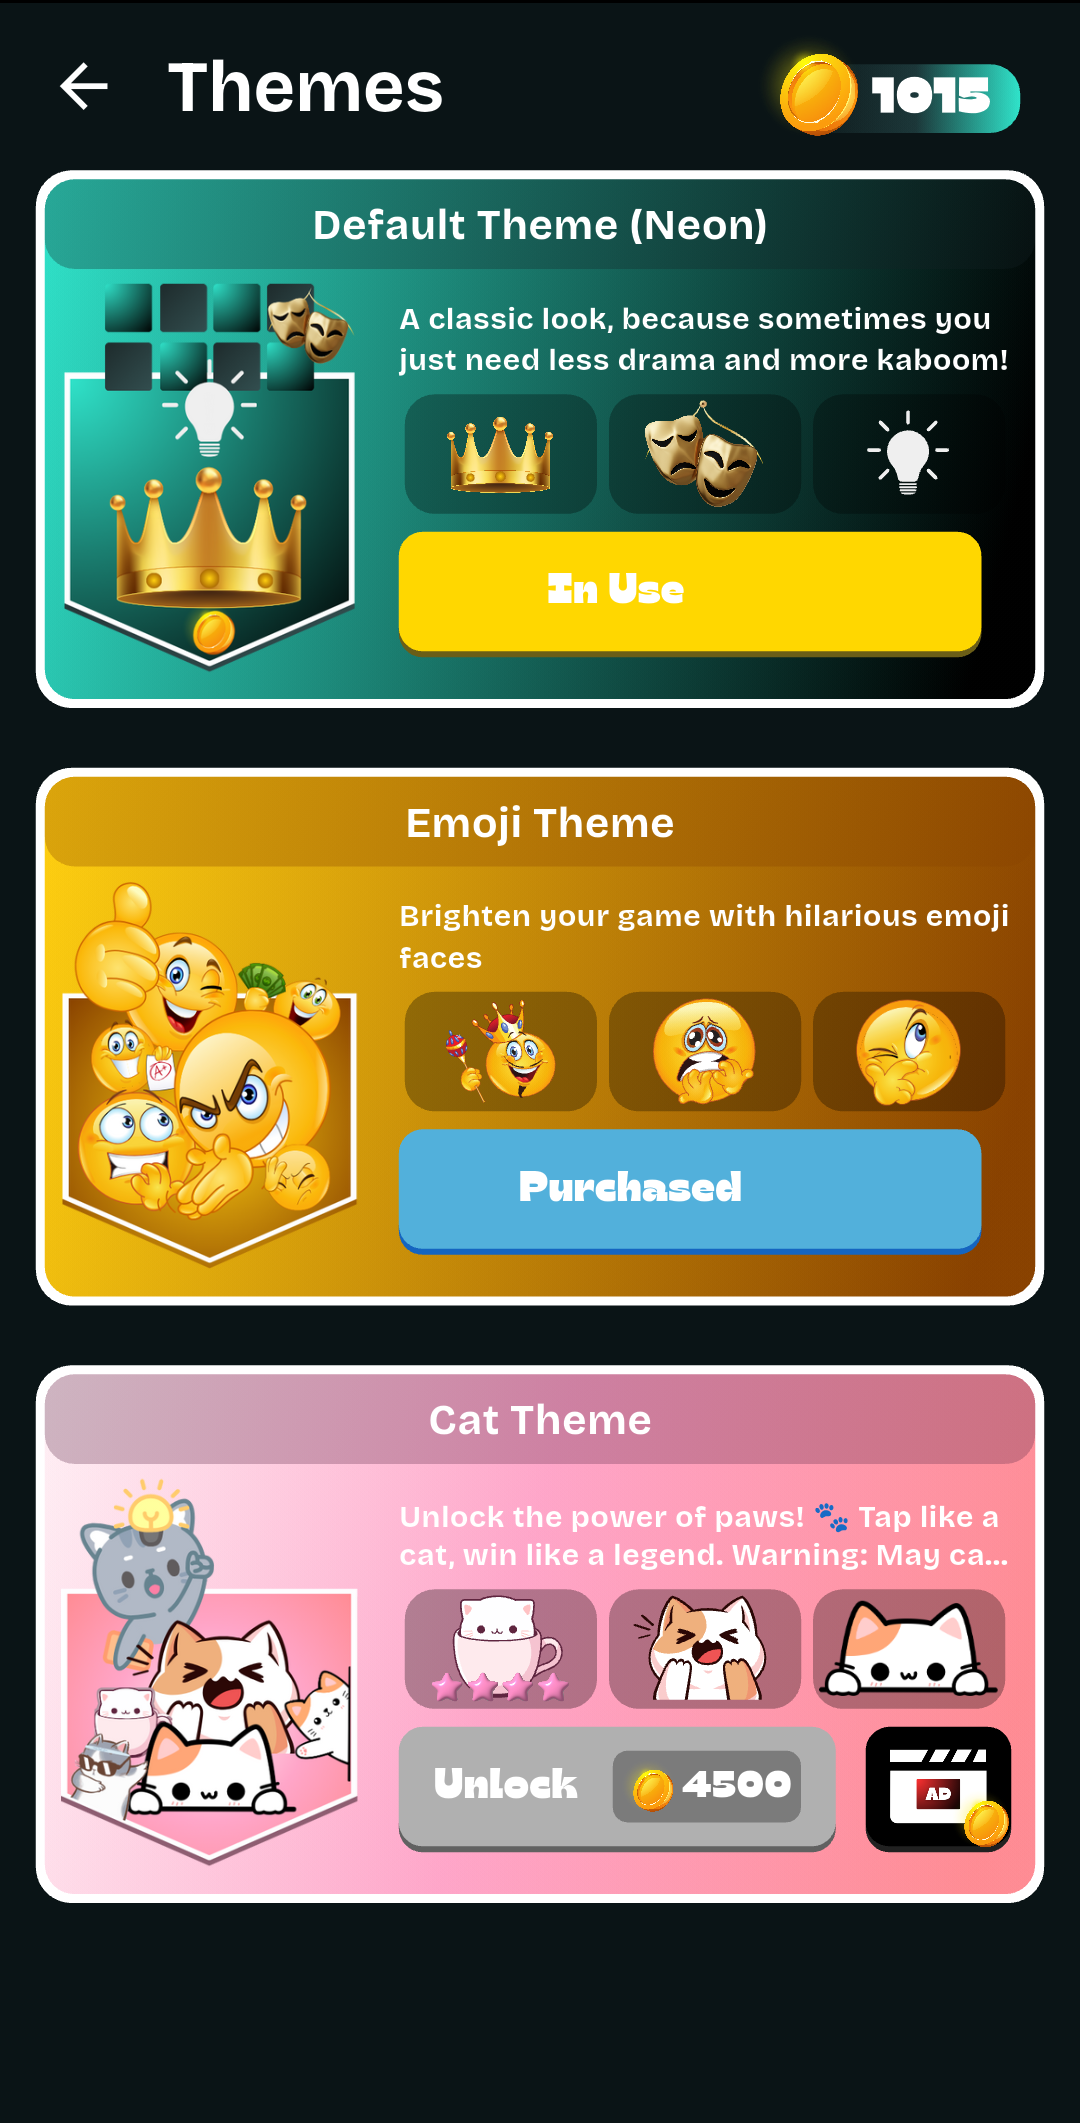 Themes
1015
Default Theme (Neon)
A classic look, because sometimes you
just need less drama and more kaboom!
In Use
Emoji Theme
Brighten your game with hilarious emoji
faces
A+
Purchased
Cat Theme
Unlock the power of paws! 🐾 Tap like a
cat, win like a legend. Warning: May ca...
Unlock
4500
AD